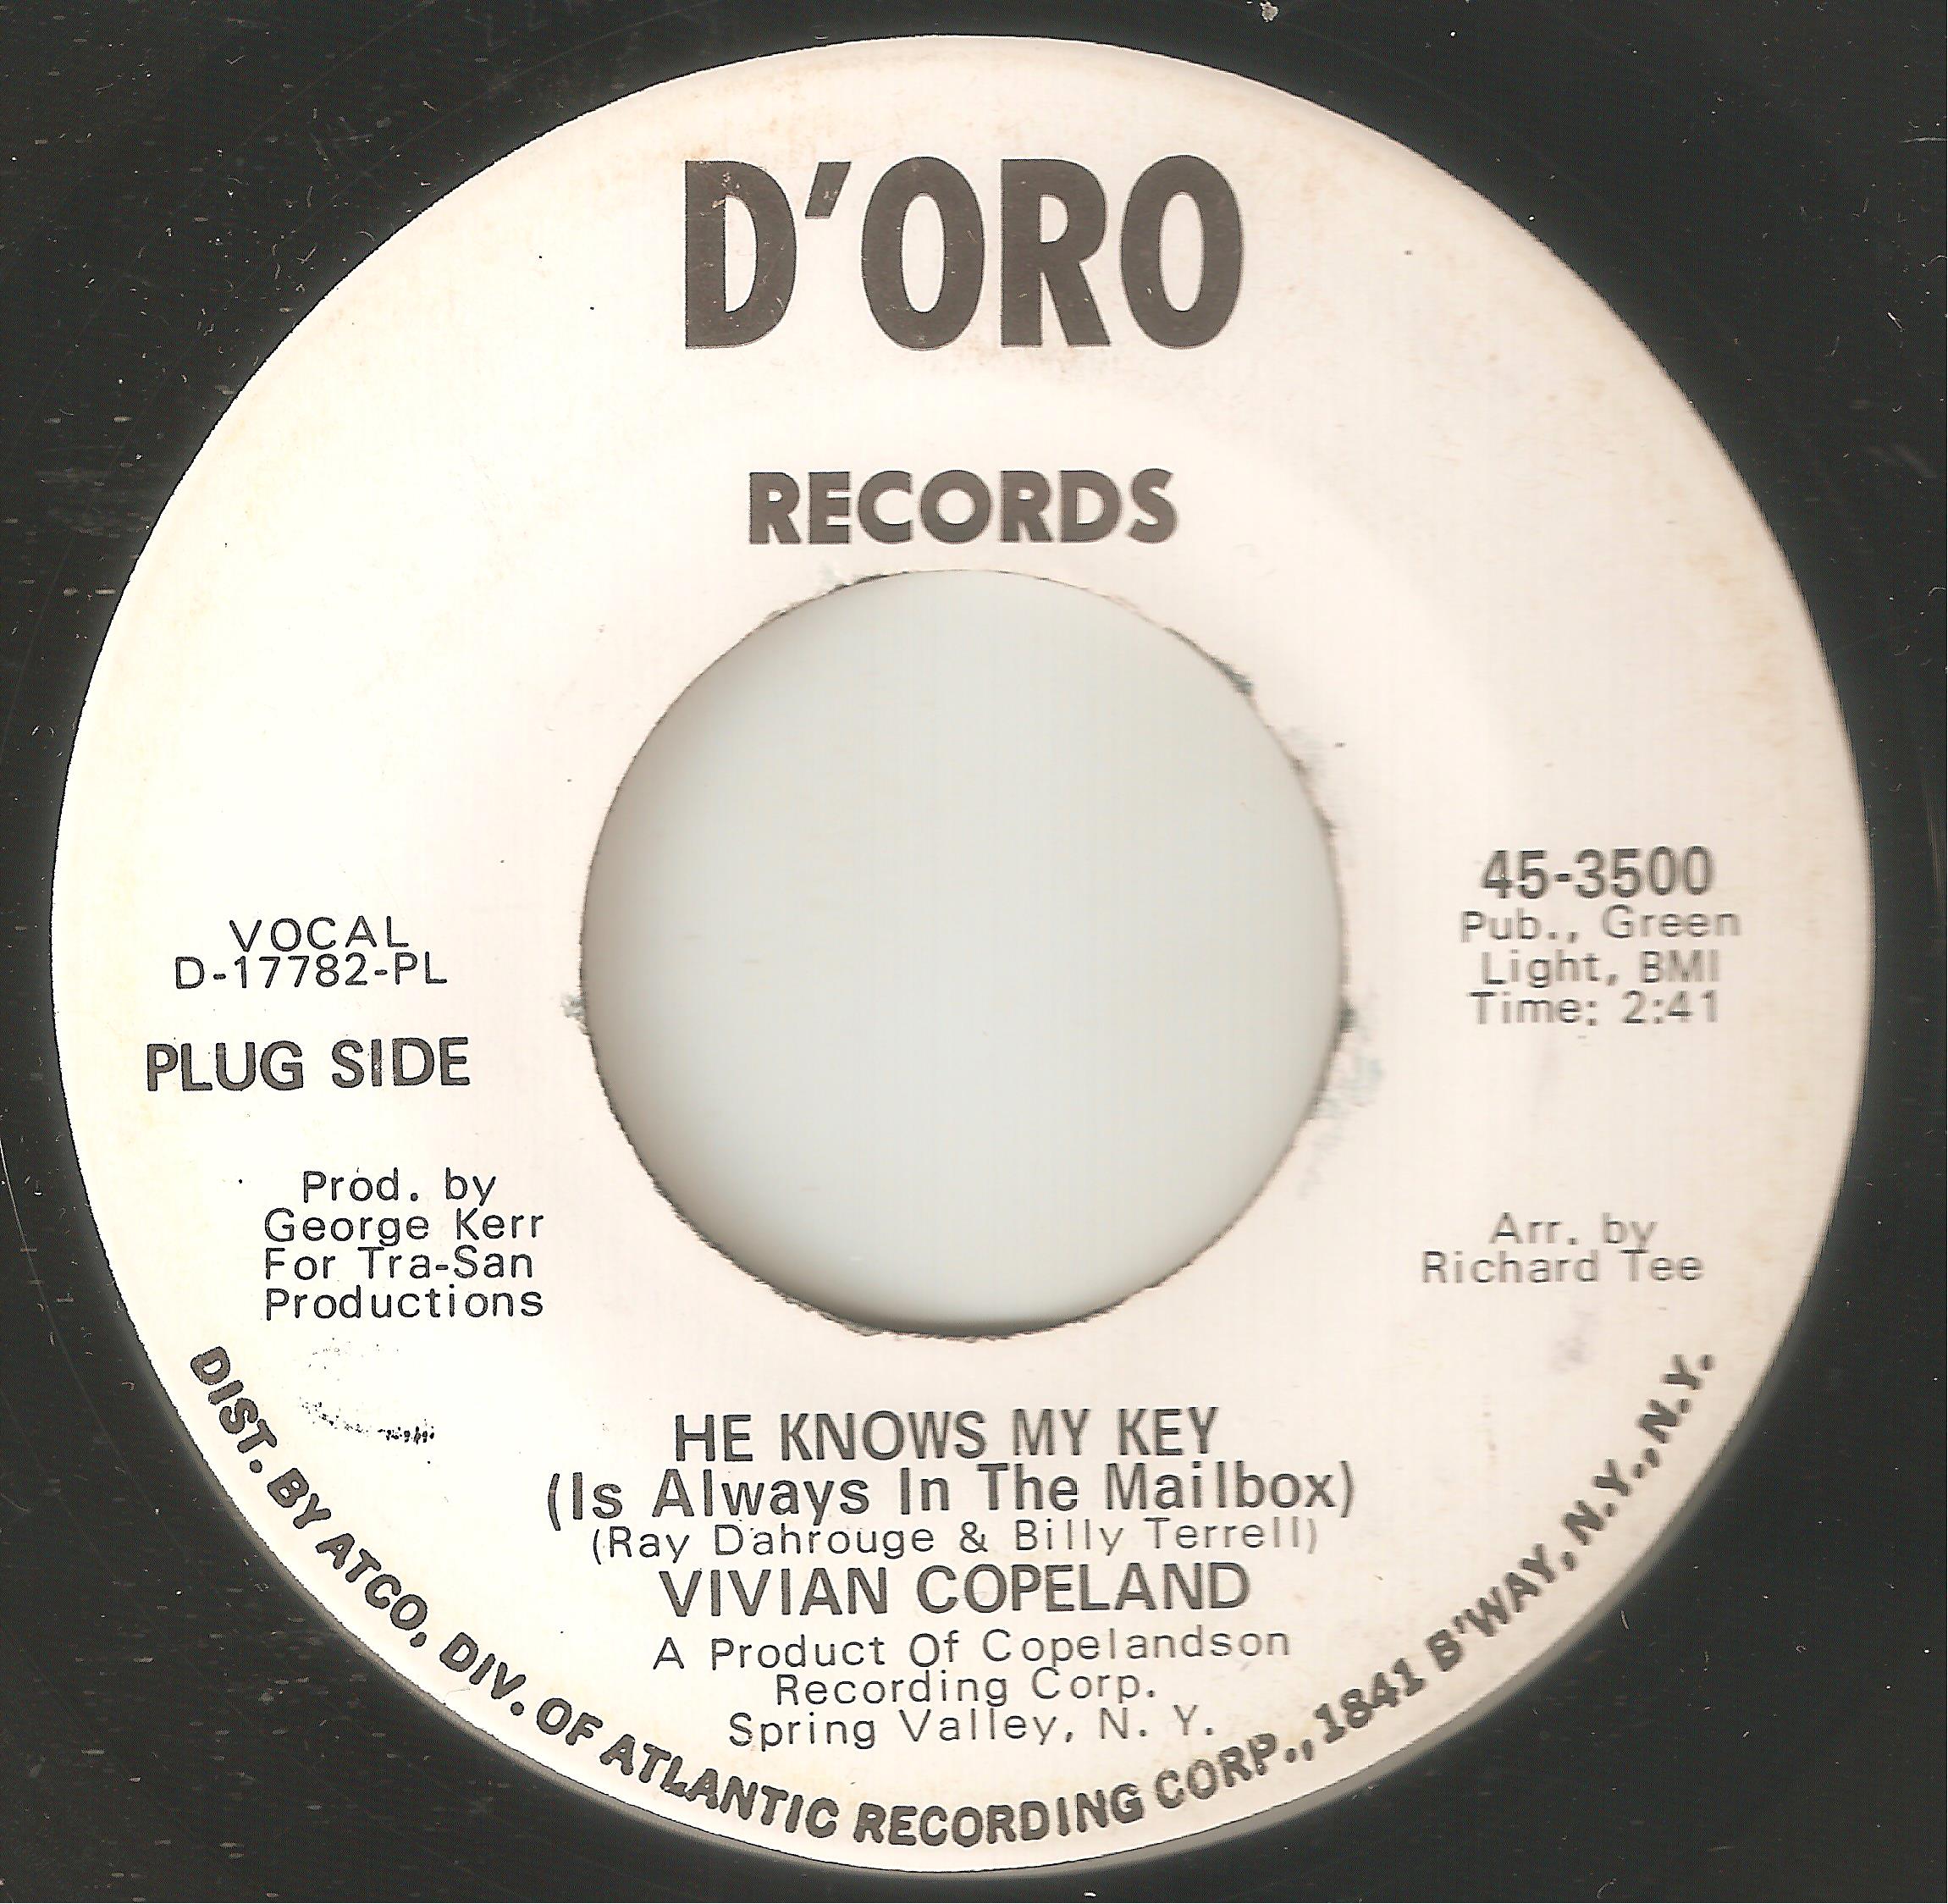 D'ORO
RECORDS
VOCAL
D-17782-PL
PLUG SIDE
Prod. by
George Kerr
For Tra-San
Productions
45-3500
Pub., Green
Light, BMI
Time: 2:41
Arr. by
Richard Tee
HE KNOWS MY KEY
(Is Always In The Mailbox)
(Ray Dahrouge & Billy Terrell)
VIVIAN COPELAND
A Product Of Copelandson
Recording Corp.
Spring Valley, N. Y.
DIST. BY ATCO, DIV. OF ATLANTIC RECORDING CORP., 1841 B'WAY, N.Y., N.Y.